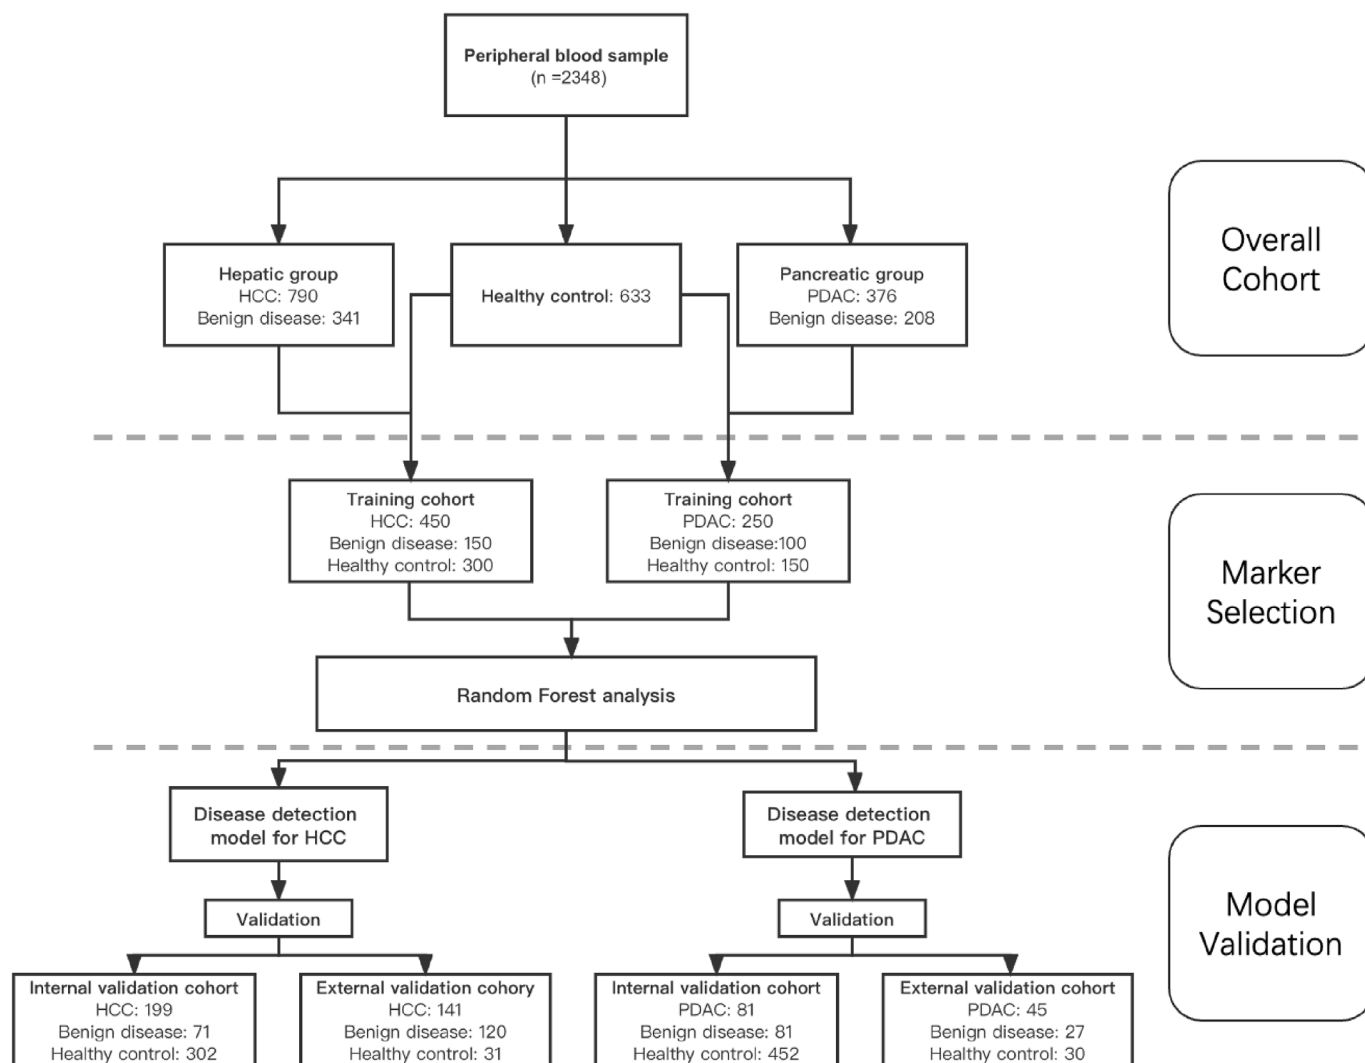 Peripheral blood sample
(n =2348)
Hepatic group
HCC: 790
Benign disease: 341
Healthy control: 633
Pancreatic group
PDAC: 376
Benign disease: 208
Overall
Cohort
Training cohort
HCC: 450
Benign disease: 150
Healthy control: 300
Training cohort
PDAC: 250
Benign disease:100
Healthy control: 150
Marker
Selection
Random Forest analysis
Disease detection
model for HCC
Disease detection
model for PDAC
Validation
Validation
Model
Validation
Internal validation cohort
HCC: 199
Benign disease: 71
Healthy control: 302
External validation cohory
HCC: 141
Benign disease: 120
Healthy control: 31
Internal validation cohort
PDAC: 81
Benign disease: 81
Healthy control: 452
External validation cohort
PDAC: 45
Benign disease: 27
Healthy control: 30